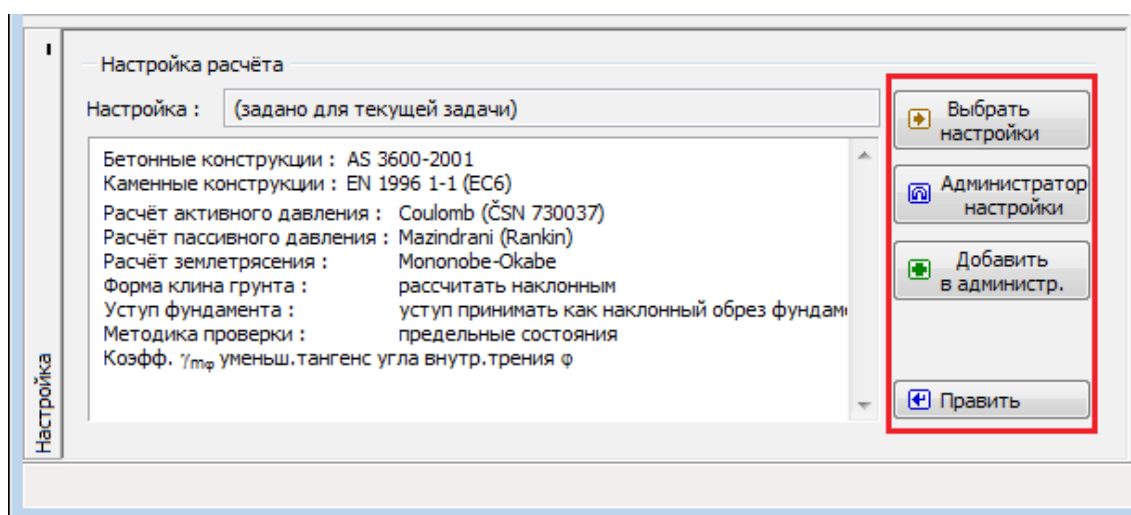 Настройка расчёта
Настройка : (задано для текущей задачи)
Бетонные конструкции : AS 3600-2001
Каменные конструкции : EN 1996 1-1 (EC6)
Расчёт активного давления : Coulomb (ČSN 730037)
Расчёт пассивного давления : Mazindrani (Rankin)
Расчёт землетрясения : Mononobe-Okabe
Форма клина грунта : рассчитать наклонным
Уступ фундамента : уступ принимать как наклонный обрез фундам
Методика проверки : предельные состояния
Коэфф. γmφ уменьш.тангенс угла внутр.трения φ
Выбрать
настройки
Администратор
настройки
Добавить
в администр.
Править
Настройка